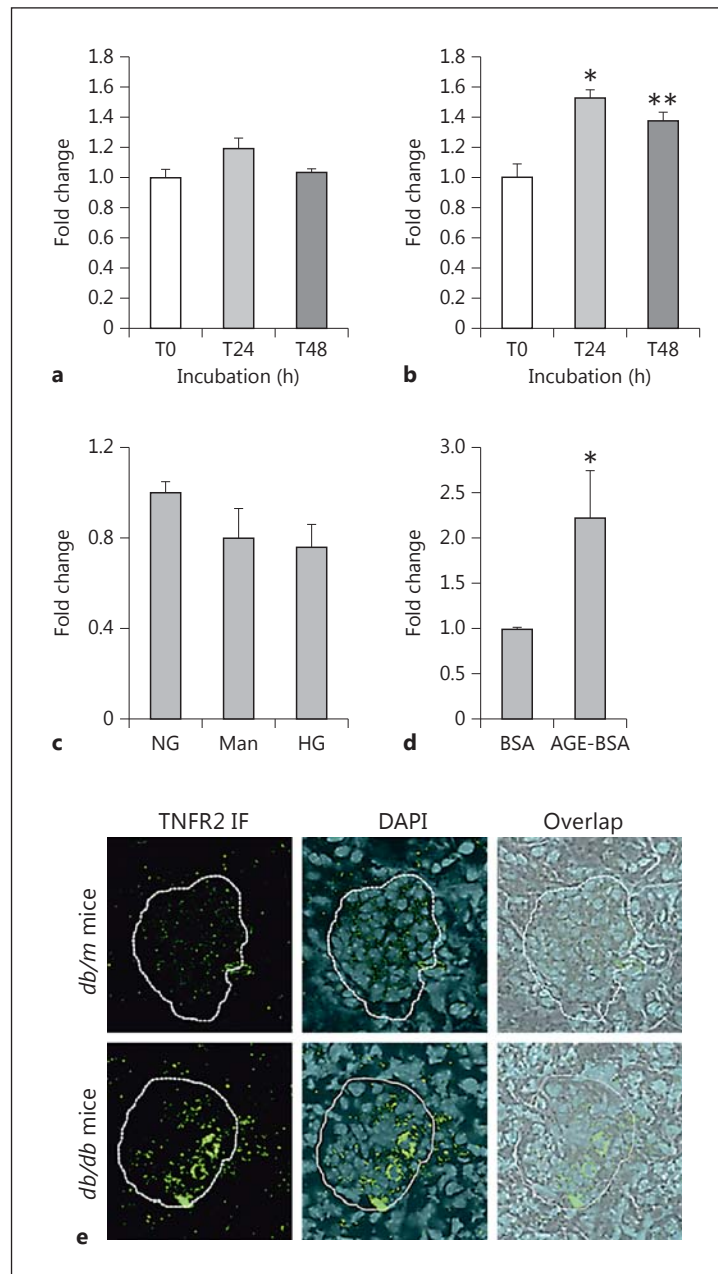 1.8
1.6
1.4
1.2
1.0
0.8
0.6
0.4
0.2
0
Fold change
T0 T24 T48
Incubation (h)
a
1.8
1.6
1.4
1.2
1.0
0.8
0.6
0.4
0.2
0
Fold change
*
**
T0 T24 T48
Incubation (h)
b
1.2
0.8
0.4
0
Fold change
NG Man HG
c
3.0
2.5
2.0
1.5
1.0
0.5
0
Fold change
*
BSA AGE-BSA
d
TNFR2 IF DAPI Overlap
db/m mice
db/db mice
e